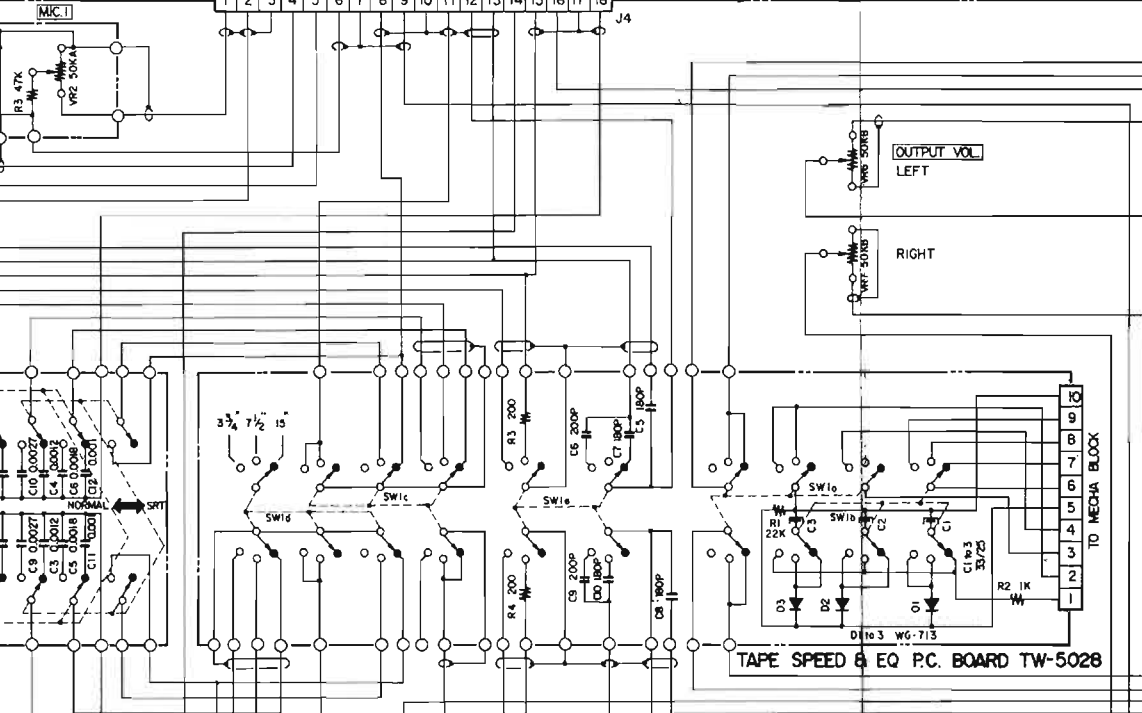 MIC.1
1 2 3 4 5 6 7 8 9 10 11 12 13 14 15 16 17 18
J4
R3 47K
VR2 50KA
VR6 50KB
OUTPUT VOL.
LEFT
VR7 50KB
RIGHT
3 3/4" 7 1/2" 15"
R3 200
C6 200P
C7 180P
C5 180P
C10 0.0027
C4 0.0012
C6 0.0018
C12 0.001
NORMAL
SRT
C9 0.0027
C3 0.0012
C5 0.0018
C11 0.001
SW1c
SW1d
SW1e
SW1a
SW1b
R1
22K
C3
C2
C1
C1 to 3
33/25
R4 200
C9 200P
C10 180P
C8 180P
D3
D2
D1
R2 1K
D1 to 3 WG-713
10
9
8
7
6
5
4
3
2
1
TO MECHA BLOCK
TAPE SPEED & EQ P.C. BOARD TW-5028